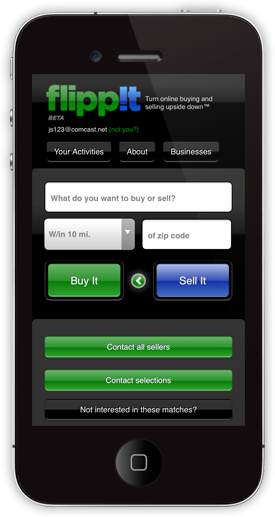 flippit
Turn online buying and
selling upside down™
BETA
js123@comcast.net (not you?)
Your Activities
About
Businesses
What do you want to buy or sell?
W/in 10 mi.
of zip code
Buy It
Sell It
Contact all sellers
Contact selections
Not interested in these matches?